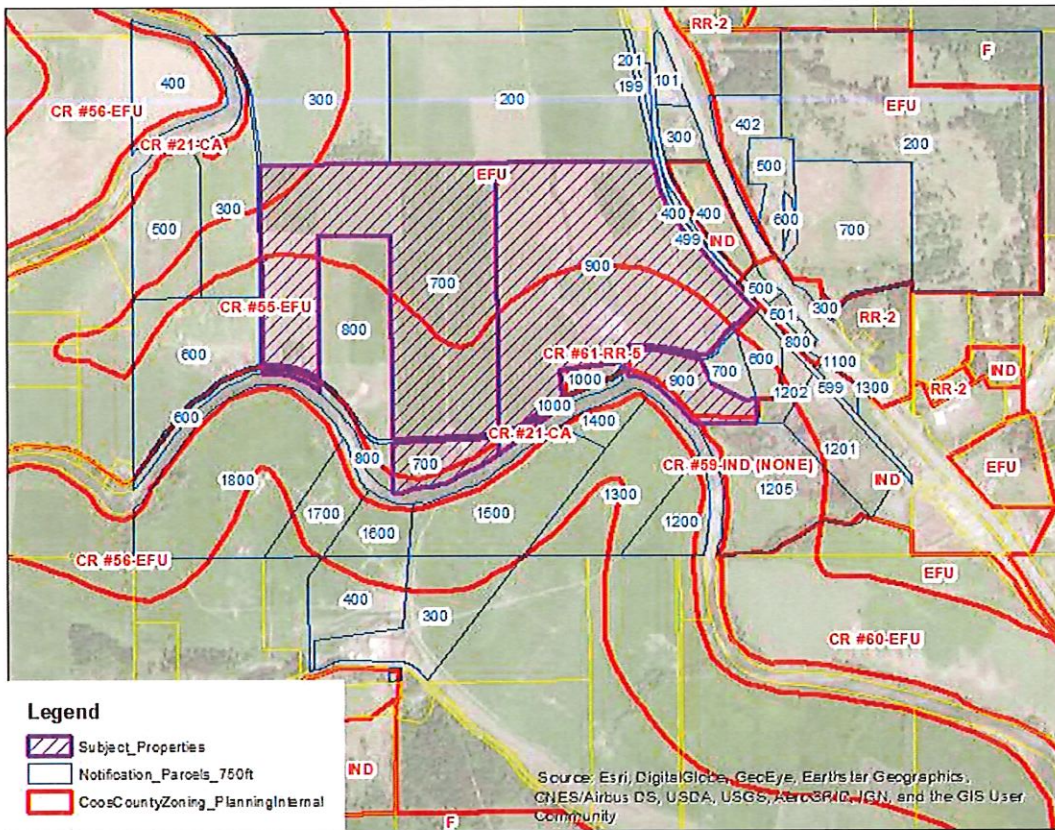 RR-2
F
201
199
101
400
300
200
CR #56-EFU
EFU
402
200
CR #21-CA
300
500
EFU
300
500
400
400
600
700
499
IND
900
700
CR #55-EFU
500
300
501
RR-2
800
800
600
CR #61-RR-5
600
1100
IND
700
1000
900
1202
599
1300
RR-2
600
1000
1400
CR #21-CA
1201
800
700
CR #59-IND (NONE)
EFU
1800
1300
1205
IND
1700
1500
1200
1600
CR #56-EFU
EFU
400
300
CR #60-EFU
Legend
Subject_Properties
Notification_Parcels_750ft
CoosCountyZoning_PlanningInternal
IND
F
Source: Esri, DigitalGlobe, GeoEye, Earthstar Geographics,
CNES/Airbus DS, USDA, USGS, AeroGRID, IGN, and the GIS User
Community